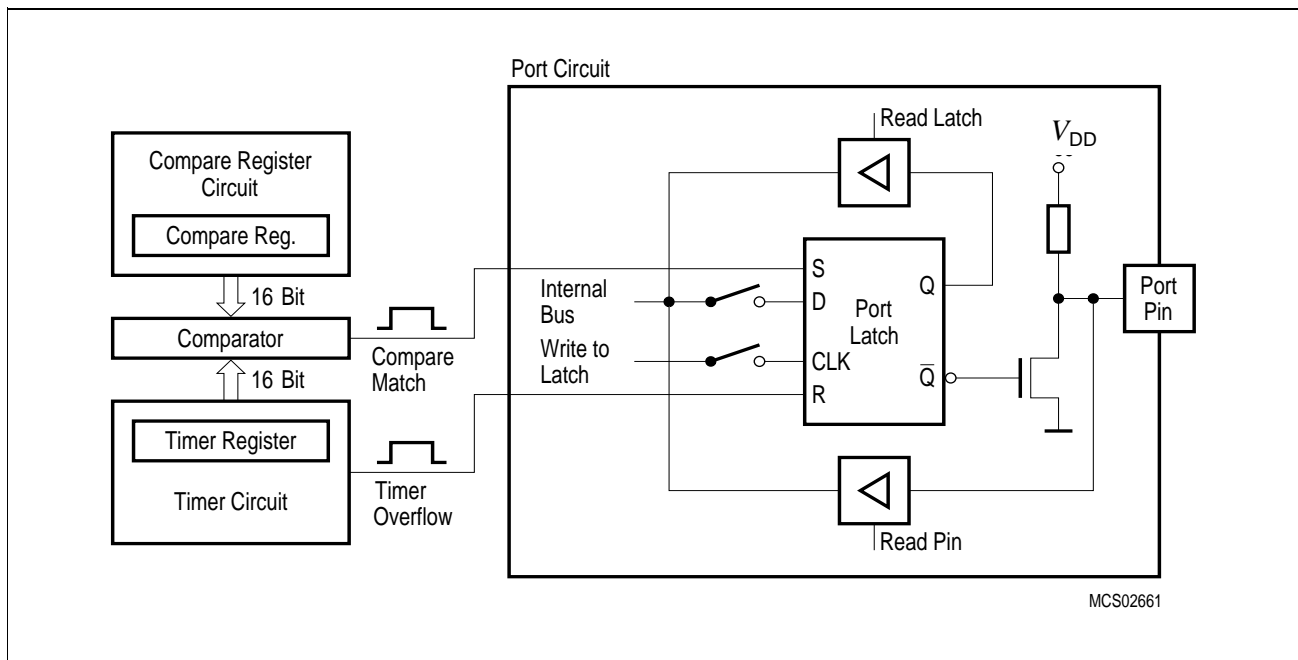 Port Circuit
Read Latch
V_DD
Compare Register
Circuit
Compare Reg.
16 Bit
Comparator
16 Bit
Timer Register
Timer Circuit
Compare
Match
Timer
Overflow
Internal
Bus
Write to
Latch
S
D
CLK
R
Port
Latch
Q
Q̅
Port
Pin
Read Pin
MCS02661